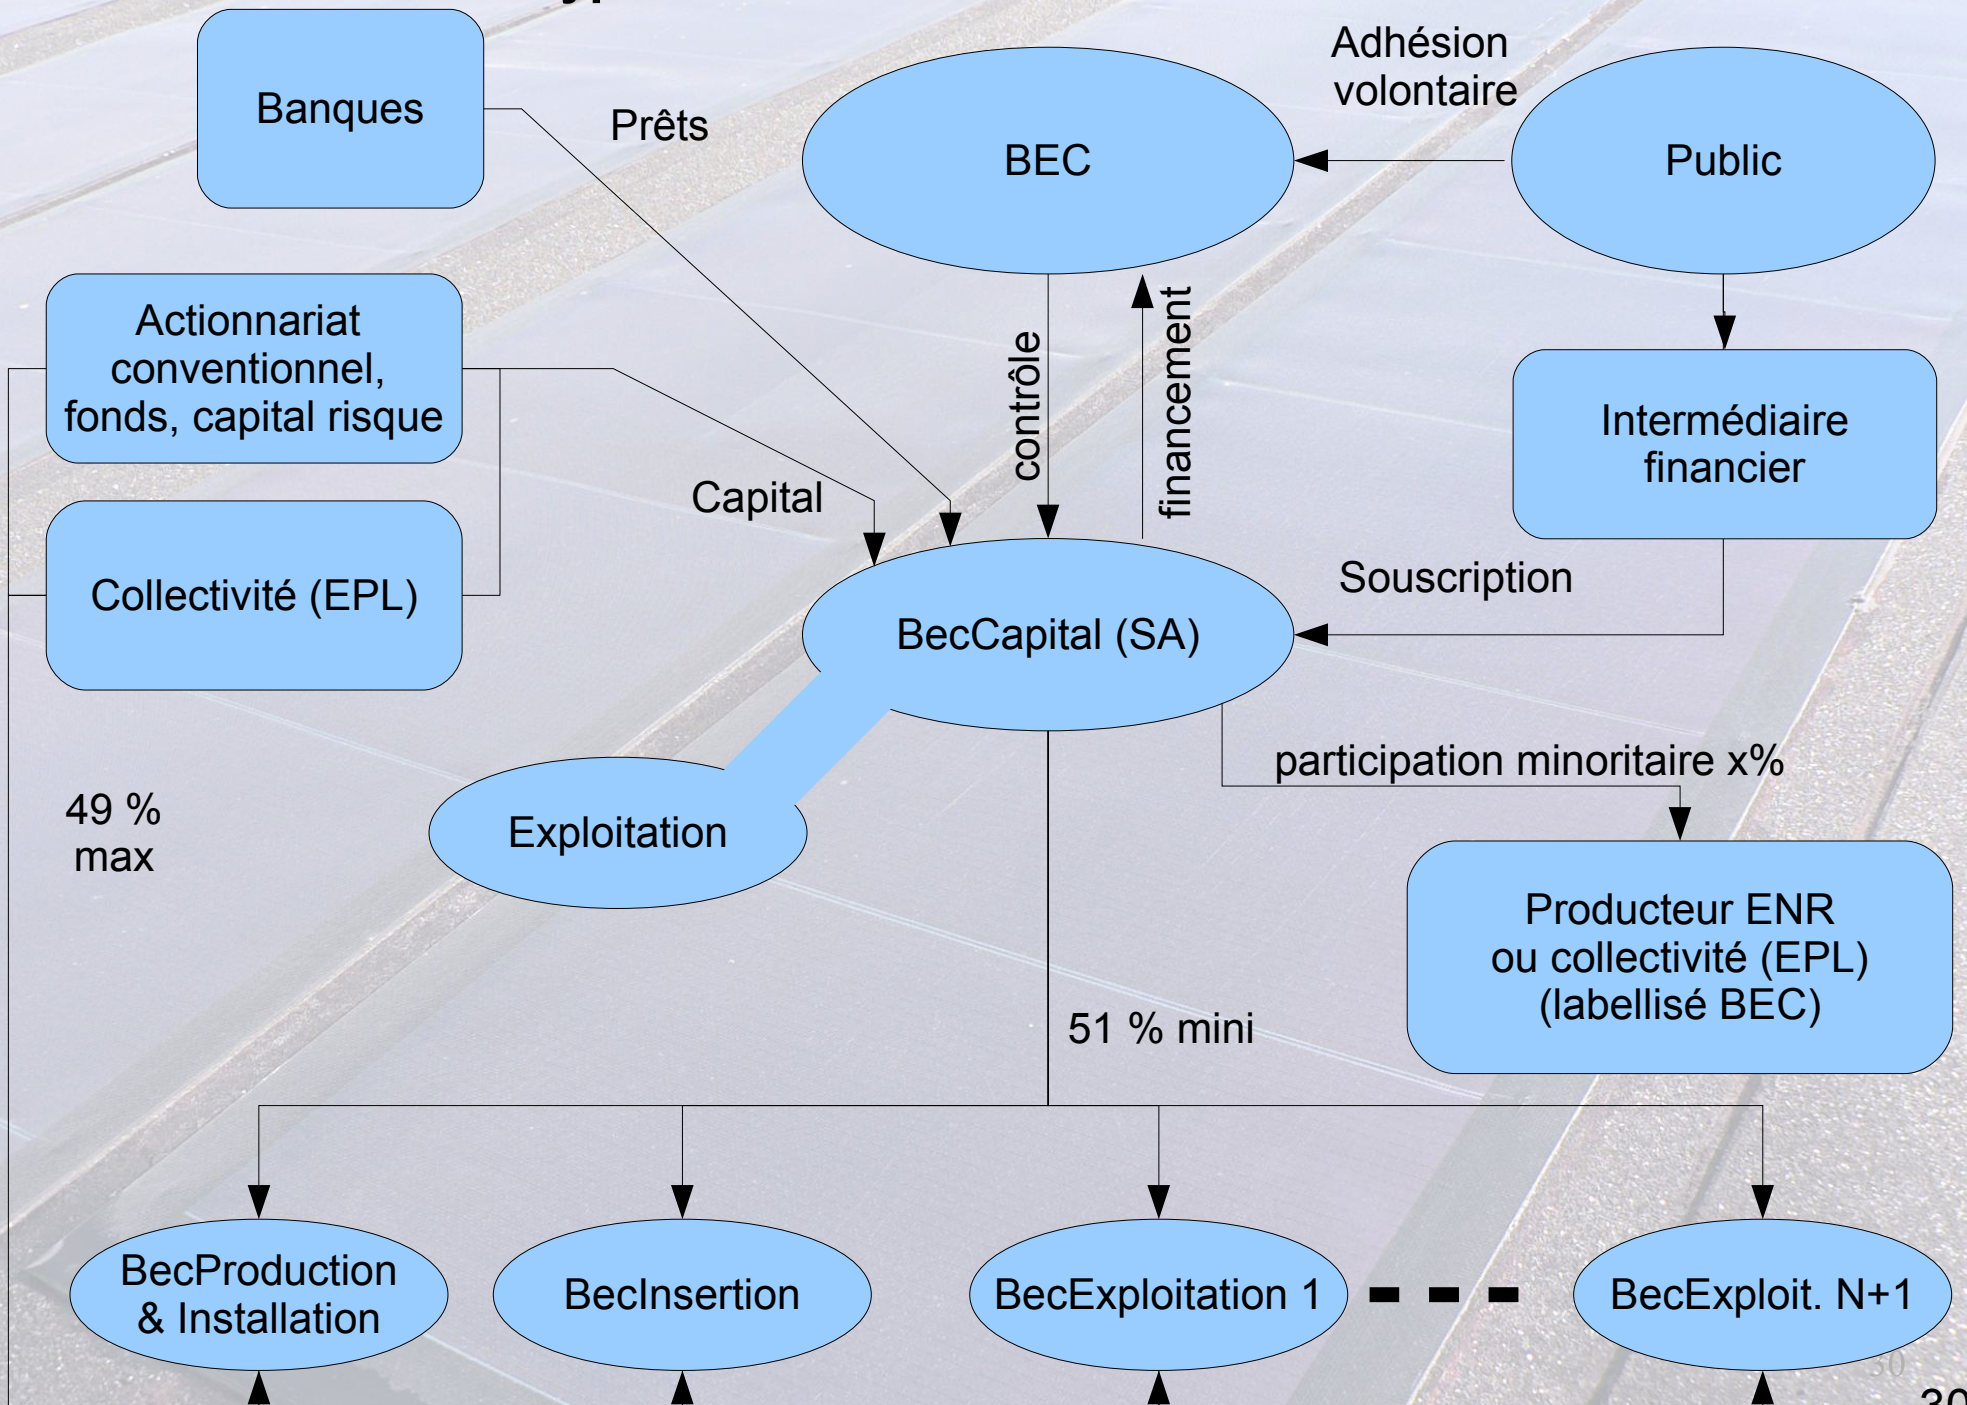 Banques
Prêts
BEC
Adhésion
volontaire
Public
Actionnariat
conventionnel,
fonds, capital risque
contrôle
financement
Intermédiaire
financier
Capital
Collectivité (EPL)
Souscription
BecCapital (SA)
participation minoritaire x%
49 %
max
Exploitation
Producteur ENR
ou collectivité (EPL)
(labellisé BEC)
51 % mini
BecProduction
& Installation
BecInsertion
BecExploitation 1
BecExploit. N+1
30
30